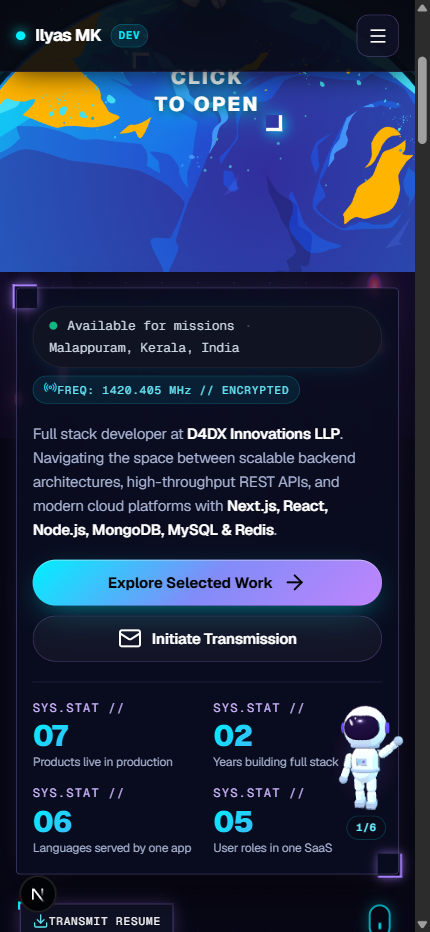 Ilyas MK DEV
CLICK
TO OPEN
Available for missions ·
Malappuram, Kerala, India
FREQ: 1420.405 MHz // ENCRYPTED
Full stack developer at D4DX Innovations LLP.
Navigating the space between scalable backend
architectures, high-throughput REST APIs, and
modern cloud platforms with Next.js, React,
Node.js, MongoDB, MySQL & Redis.
Explore Selected Work
Initiate Transmission
SYS.STAT //
07
Products live in production
SYS.STAT //
02
Years building full stack
SYS.STAT //
06
Languages served by one app
SYS.STAT //
05
User roles in one SaaS
1/6
N
TRANSMIT RESUME